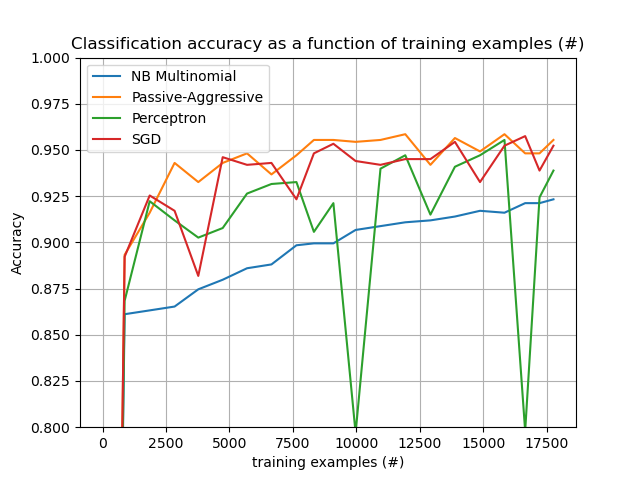 Classification accuracy as a function of training examples (#)
1.000
0.975
0.950
0.925
0.900
0.875
0.850
0.825
0.800
Accuracy
NB Multinomial
Passive-Aggressive
Perceptron
SGD
0 2500 5000 7500 10000 12500 15000 17500
training examples (#)